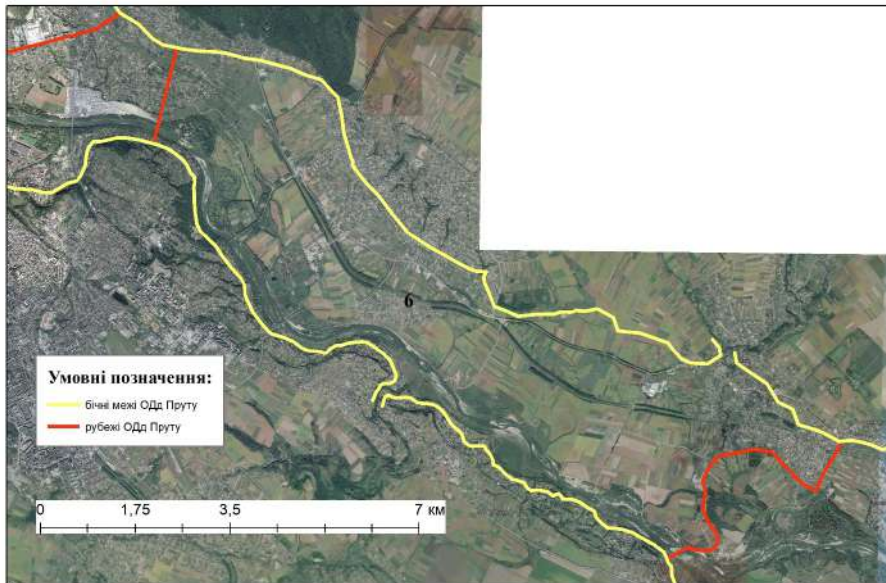 6
Умовні позначення:
бічні межі ОДд Пруту
рубежі ОДд Пруту
0 1,75 3,5 7 км